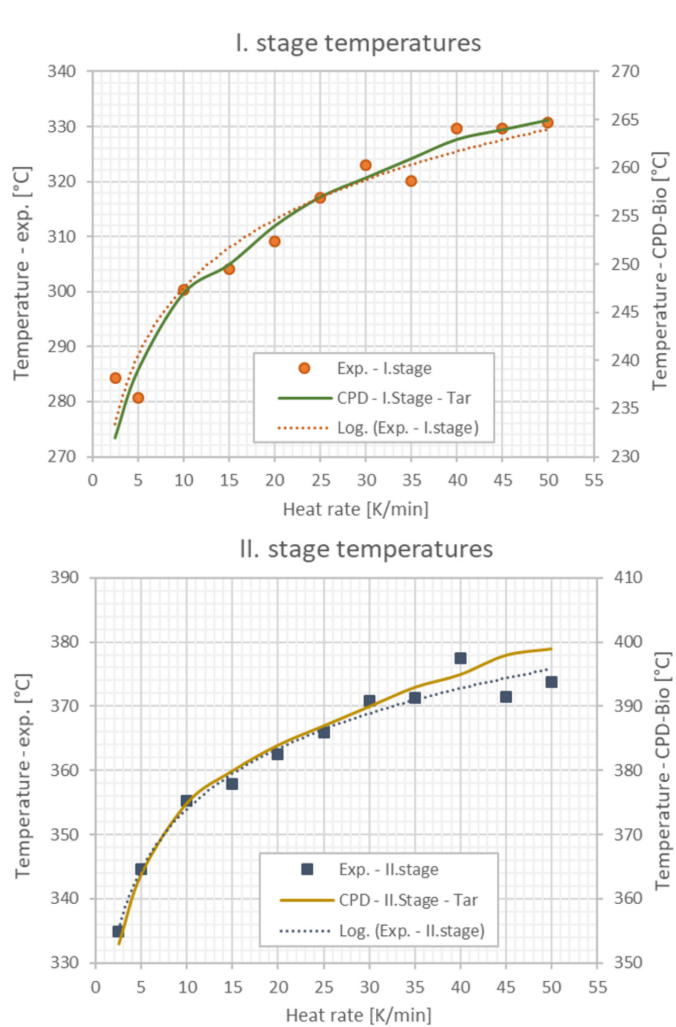 I. stage temperatures
340
330
320
310
300
290
280
270
270
265
260
255
250
245
240
235
230
Temperature - exp. [°C]
Temperature - CPD-Bio [°C]
Exp. - I.stage
CPD - I.Stage - Tar
Log. (Exp. - I.stage)
0 5 10 15 20 25 30 35 40 45 50 55
Heat rate [K/min]
II. stage temperatures
390
380
370
360
350
340
330
410
400
390
380
370
360
350
Temperature - exp. [°C]
Temperature - CPD-Bio [°C]
Exp. - II.stage
CPD - II.Stage - Tar
Log. (Exp. - II.stage)
0 5 10 15 20 25 30 35 40 45 50 55
Heat rate [K/min]